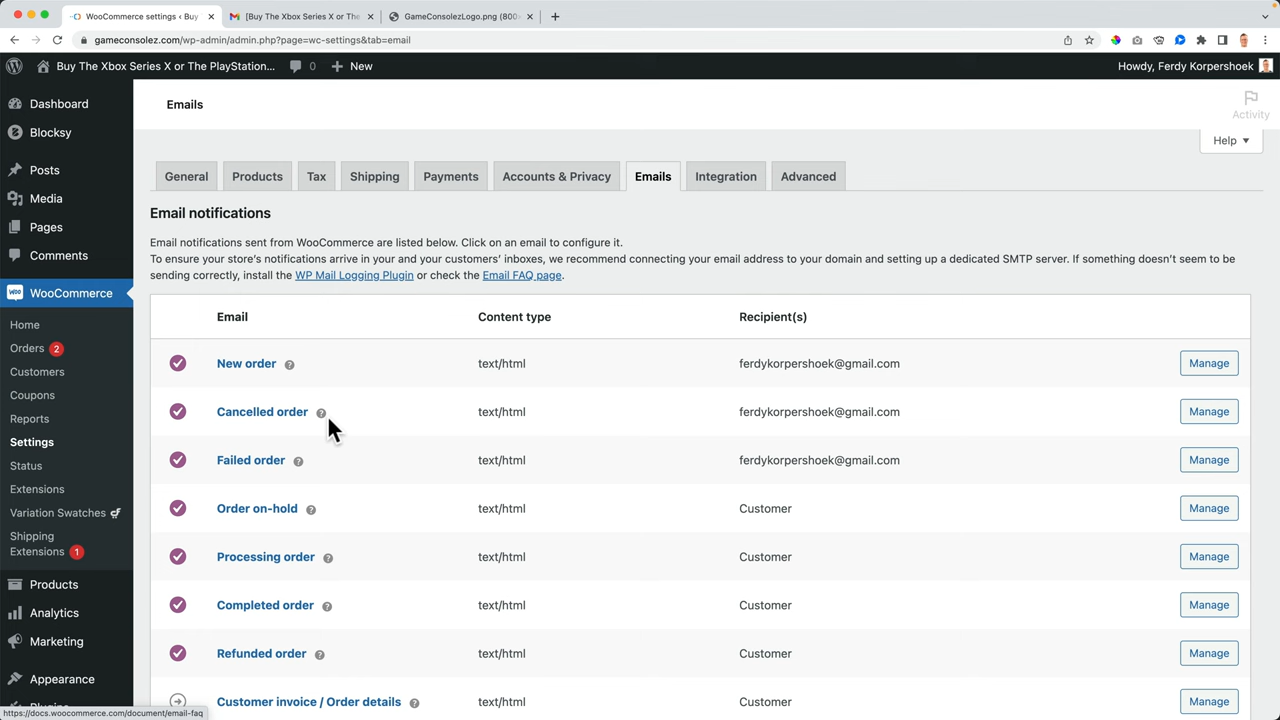 WooCommerce settings ‹ Buy
[Buy The Xbox Series X or The
GameConsolezLogo.png (800×
gameconsolez.com/wp-admin/admin.php?page=wc-settings&tab=email
Buy The Xbox Series X or The PlayStation...
0
New
Howdy, Ferdy Korpershoek
Dashboard
Blocksy
Posts
Media
Pages
Comments
WooCommerce
Home
Orders 2
Customers
Coupons
Reports
Settings
Status
Extensions
Variation Swatches
Shipping
Extensions 1
Products
Analytics
Marketing
Appearance
Emails
Activity
Help
General
Products
Tax
Shipping
Payments
Accounts & Privacy
Emails
Integration
Advanced
Email notifications
Email notifications sent from WooCommerce are listed below. Click on an email to configure it.
To ensure your store's notifications arrive in your and your customers' inboxes, we recommend connecting your email address to your domain and setting up a dedicated SMTP server. If something doesn't seem to be
sending correctly, install the WP Mail Logging Plugin or check the Email FAQ page.
Email Content type Recipient(s)
New order ? text/html ferdykorpershoek@gmail.com Manage
Cancelled order ? text/html ferdykorpershoek@gmail.com Manage
Failed order ? text/html ferdykorpershoek@gmail.com Manage
Order on-hold ? text/html Customer Manage
Processing order ? text/html Customer Manage
Completed order ? text/html Customer Manage
Refunded order ? text/html Customer Manage
Customer invoice / Order details ? text/html Customer Manage
https://docs.woocommerce.com/document/email-faq